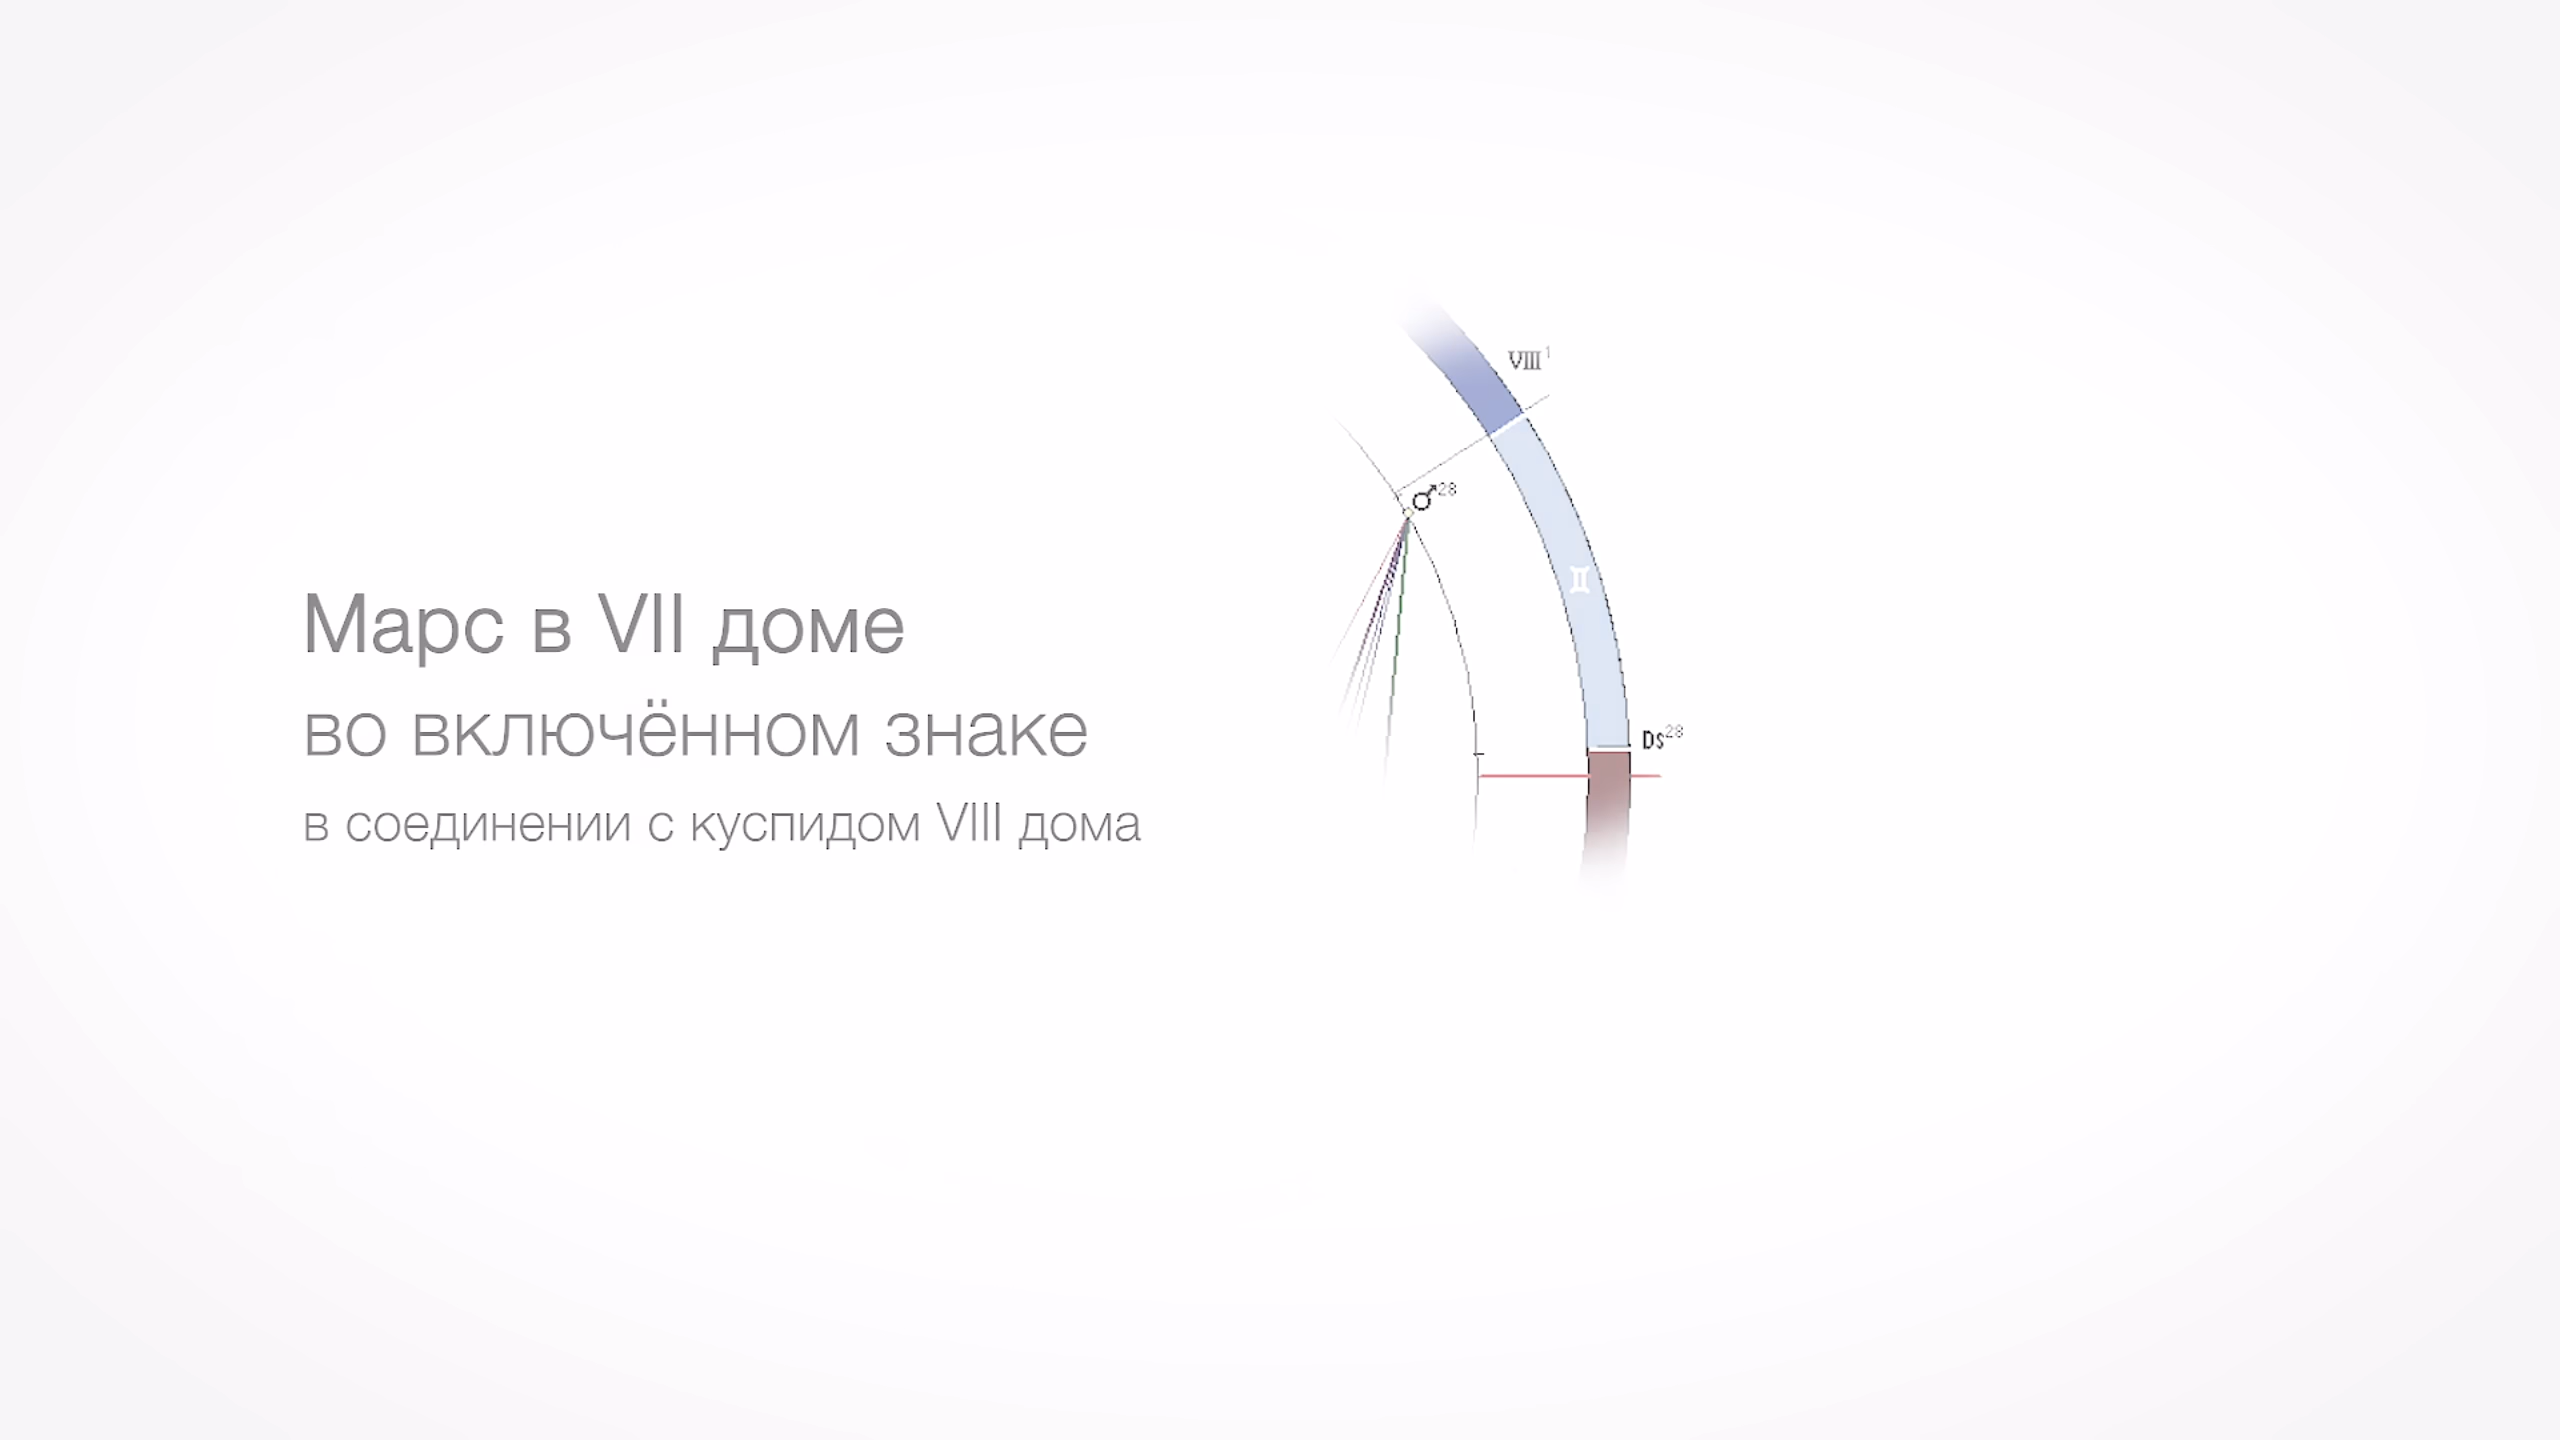 Марс в VII доме
во включённом знаке
в соединении с куспидом VIII дома
VIII 1
♂ 28
♊
Ds 28